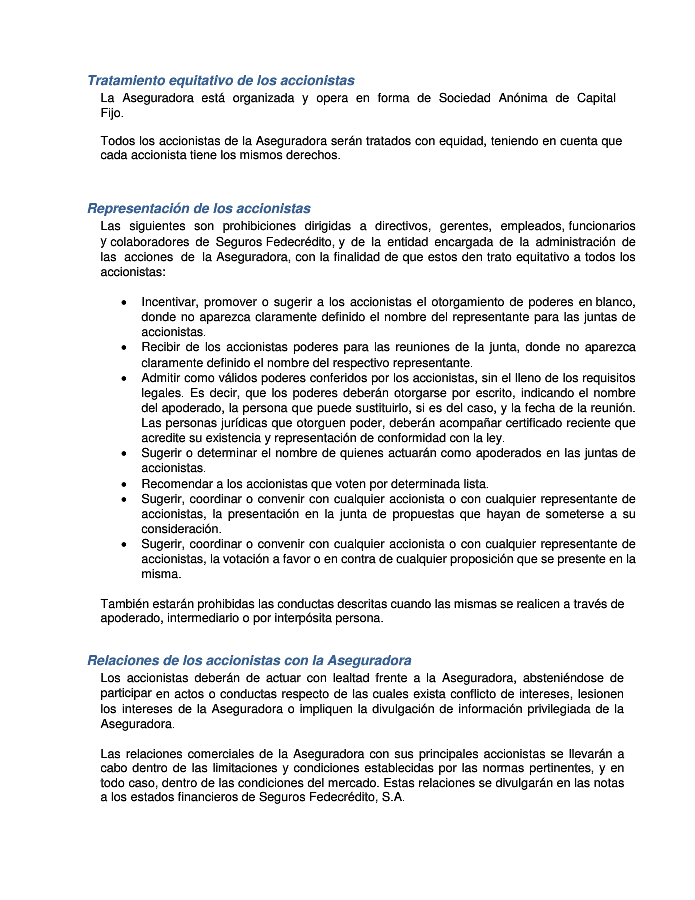 Tratamiento equitativo de los accionistas
La Aseguradora está organizada y opera en forma de Sociedad Anónima de Capital
Fijo.
Todos los accionistas de la Aseguradora serán tratados con equidad, teniendo en cuenta que
cada accionista tiene los mismos derechos.
Representación de los accionistas
Las siguientes son prohibiciones dirigidas a directivos, gerentes, empleados, funcionarios
y colaboradores de Seguros Fedecrédito, y de la entidad encargada de la administración de
las acciones de la Aseguradora, con la finalidad de que estos den trato equitativo a todos los
accionistas:
• Incentivar, promover o sugerir a los accionistas el otorgamiento de poderes en blanco,
donde no aparezca claramente definido el nombre del representante para las juntas de
accionistas.
• Recibir de los accionistas poderes para las reuniones de la junta, donde no aparezca
claramente definido el nombre del respectivo representante.
• Admitir como válidos poderes conferidos por los accionistas, sin el lleno de los requisitos
legales. Es decir, que los poderes deberán otorgarse por escrito, indicando el nombre
del apoderado, la persona que puede sustituirlo, si es del caso, y la fecha de la reunión.
Las personas jurídicas que otorguen poder, deberán acompañar certificado reciente que
acredite su existencia y representación de conformidad con la ley.
• Sugerir o determinar el nombre de quienes actuarán como apoderados en las juntas de
accionistas.
• Recomendar a los accionistas que voten por determinada lista.
• Sugerir, coordinar o convenir con cualquier accionista o con cualquier representante de
accionistas, la presentación en la junta de propuestas que hayan de someterse a su
consideración.
• Sugerir, coordinar o convenir con cualquier accionista o con cualquier representante de
accionistas, la votación a favor o en contra de cualquier proposición que se presente en la
misma.
También estarán prohibidas las conductas descritas cuando las mismas se realicen a través de
apoderado, intermediario o por interpósita persona.
Relaciones de los accionistas con la Aseguradora
Los accionistas deberán de actuar con lealtad frente a la Aseguradora, absteniéndose de
participar en actos o conductas respecto de las cuales exista conflicto de intereses, lesionen
los intereses de la Aseguradora o impliquen la divulgación de información privilegiada de la
Aseguradora.
Las relaciones comerciales de la Aseguradora con sus principales accionistas se llevarán a
cabo dentro de las limitaciones y condiciones establecidas por las normas pertinentes, y en
todo caso, dentro de las condiciones del mercado. Estas relaciones se divulgarán en las notas
a los estados financieros de Seguros Fedecrédito, S.A.